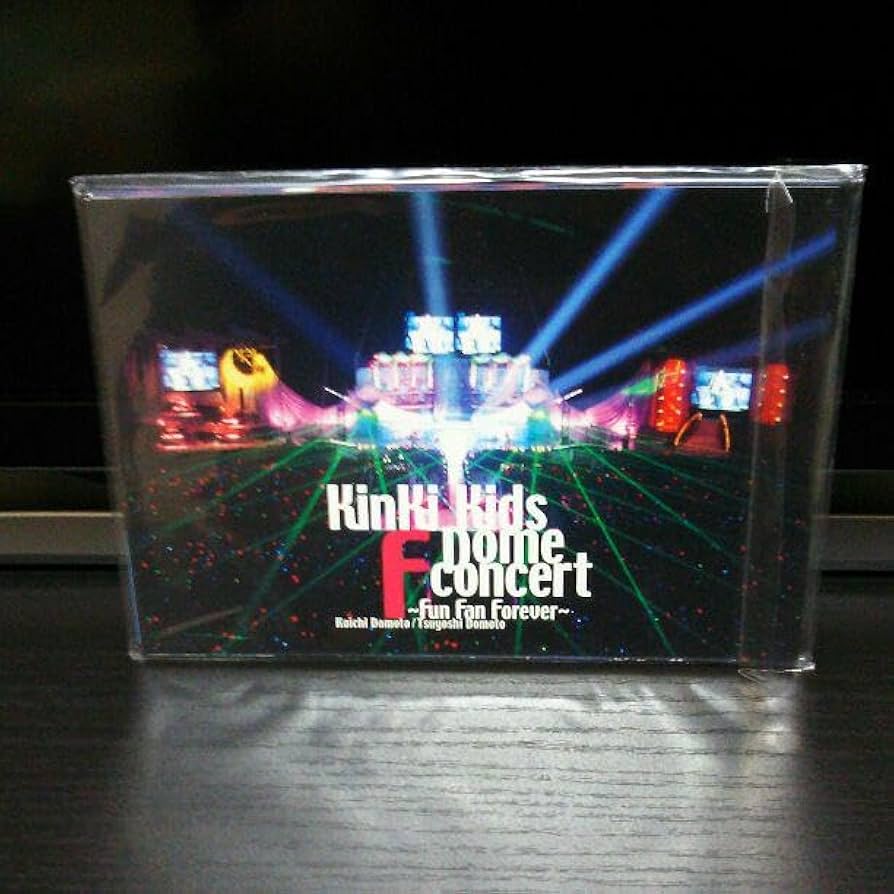 KinKi Kids
F Dome
concert
~Fun Fan Forever~
Koichi Domoto/Tsuyoshi Domoto